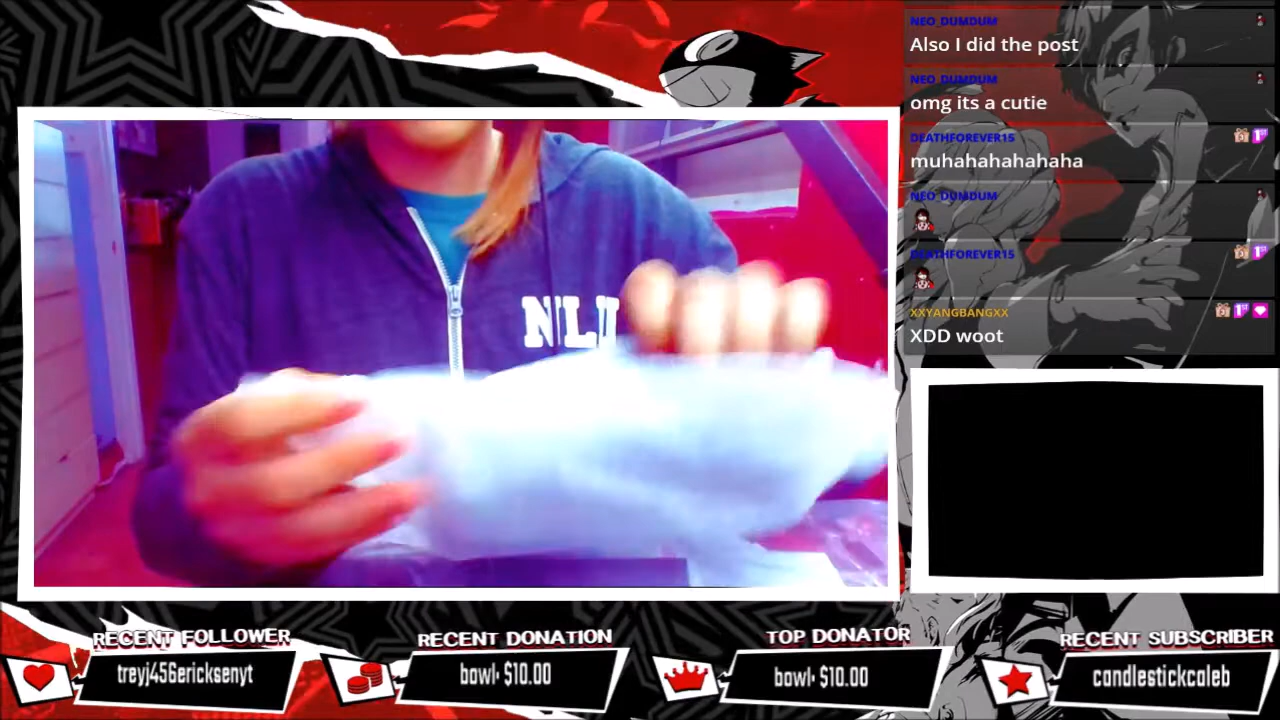 NEO_DUMDUM
Also I did the post
NEO_DUMDUM
omg its a cutie
DEATHFOREVER15
muhahahahahaha
NEO_DUMDUM
DEATHFOREVER15
XXYANGBANGXX
XDD woot
NLU
RECENT FOLLOWER
treyj456ericksenyt
RECENT DONATION
bowl: $10.00
TOP DONATOR
bowl: $10.00
RECENT SUBSCRIBER
candlestickcaleb